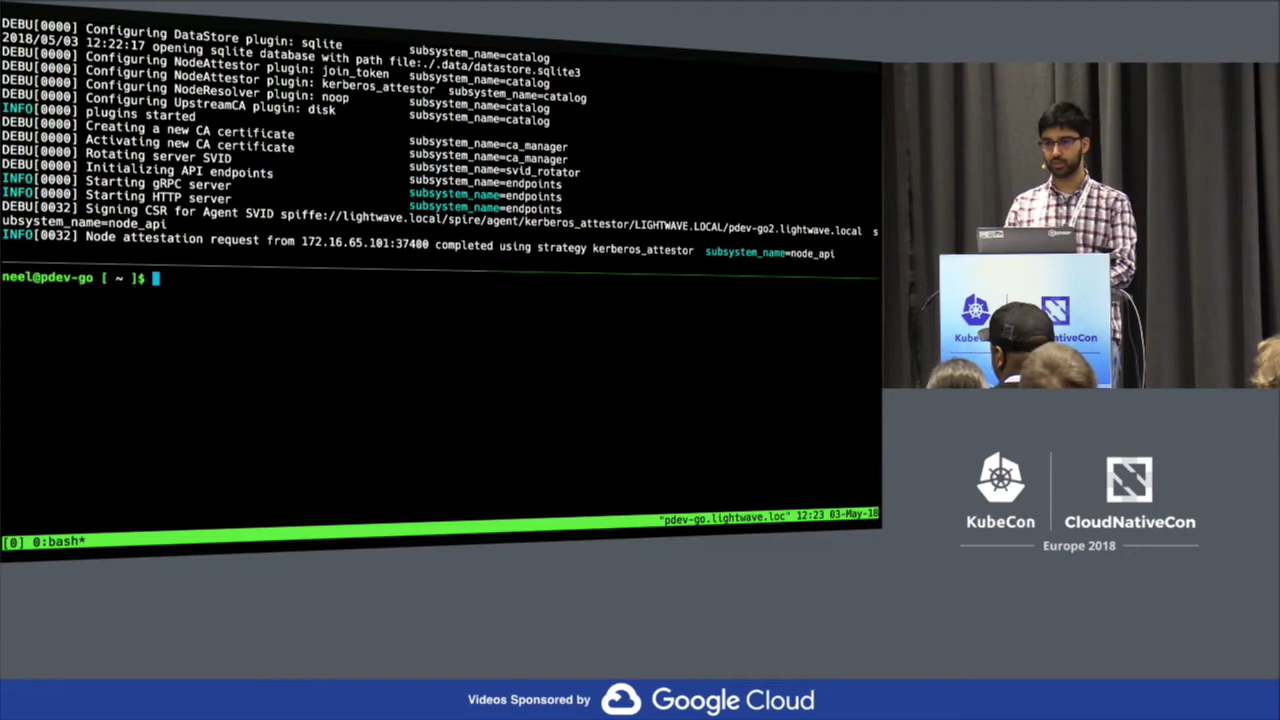 DEBU[0000] Configuring DataStore plugin: sqlite subsystem_name=catalog
2018/05/03 12:22:17 opening sqlite database with path file:./.data/datastore.sqlite3
DEBU[0000] Configuring NodeAttestor plugin: join_token subsystem_name=catalog
DEBU[0000] Configuring NodeAttestor plugin: kerberos_attestor subsystem_name=catalog
DEBU[0000] Configuring NodeResolver plugin: noop subsystem_name=catalog
DEBU[0000] Configuring UpstreamCA plugin: disk subsystem_name=catalog
INFO[0000] plugins started
DEBU[0000] Creating a new CA certificate subsystem_name=ca_manager
DEBU[0000] Activating new CA certificate subsystem_name=ca_manager
DEBU[0000] Rotating server SVID subsystem_name=svid_rotator
DEBU[0000] Initializing API endpoints subsystem_name=endpoints
INFO[0000] Starting gRPC server subsystem_name=endpoints
INFO[0000] Starting HTTP server subsystem_name=endpoints
DEBU[0032] Signing CSR for Agent SVID spiffe://lightwave.local/spire/agent/kerberos_attestor/LIGHTWAVE.LOCAL/pdev-go2.lightwave.local s
ubsystem_name=node_api
INFO[0032] Node attestation request from 172.16.65.101:37400 completed using strategy kerberos_attestor subsystem_name=node_api
neel@pdev-go [ ~ ]$
[0] 0:bash* "pdev-go.lightwave.loc" 12:23 03-May-18
KubeCon CloudNativeCon
Europe 2018
Videos Sponsored by Google Cloud